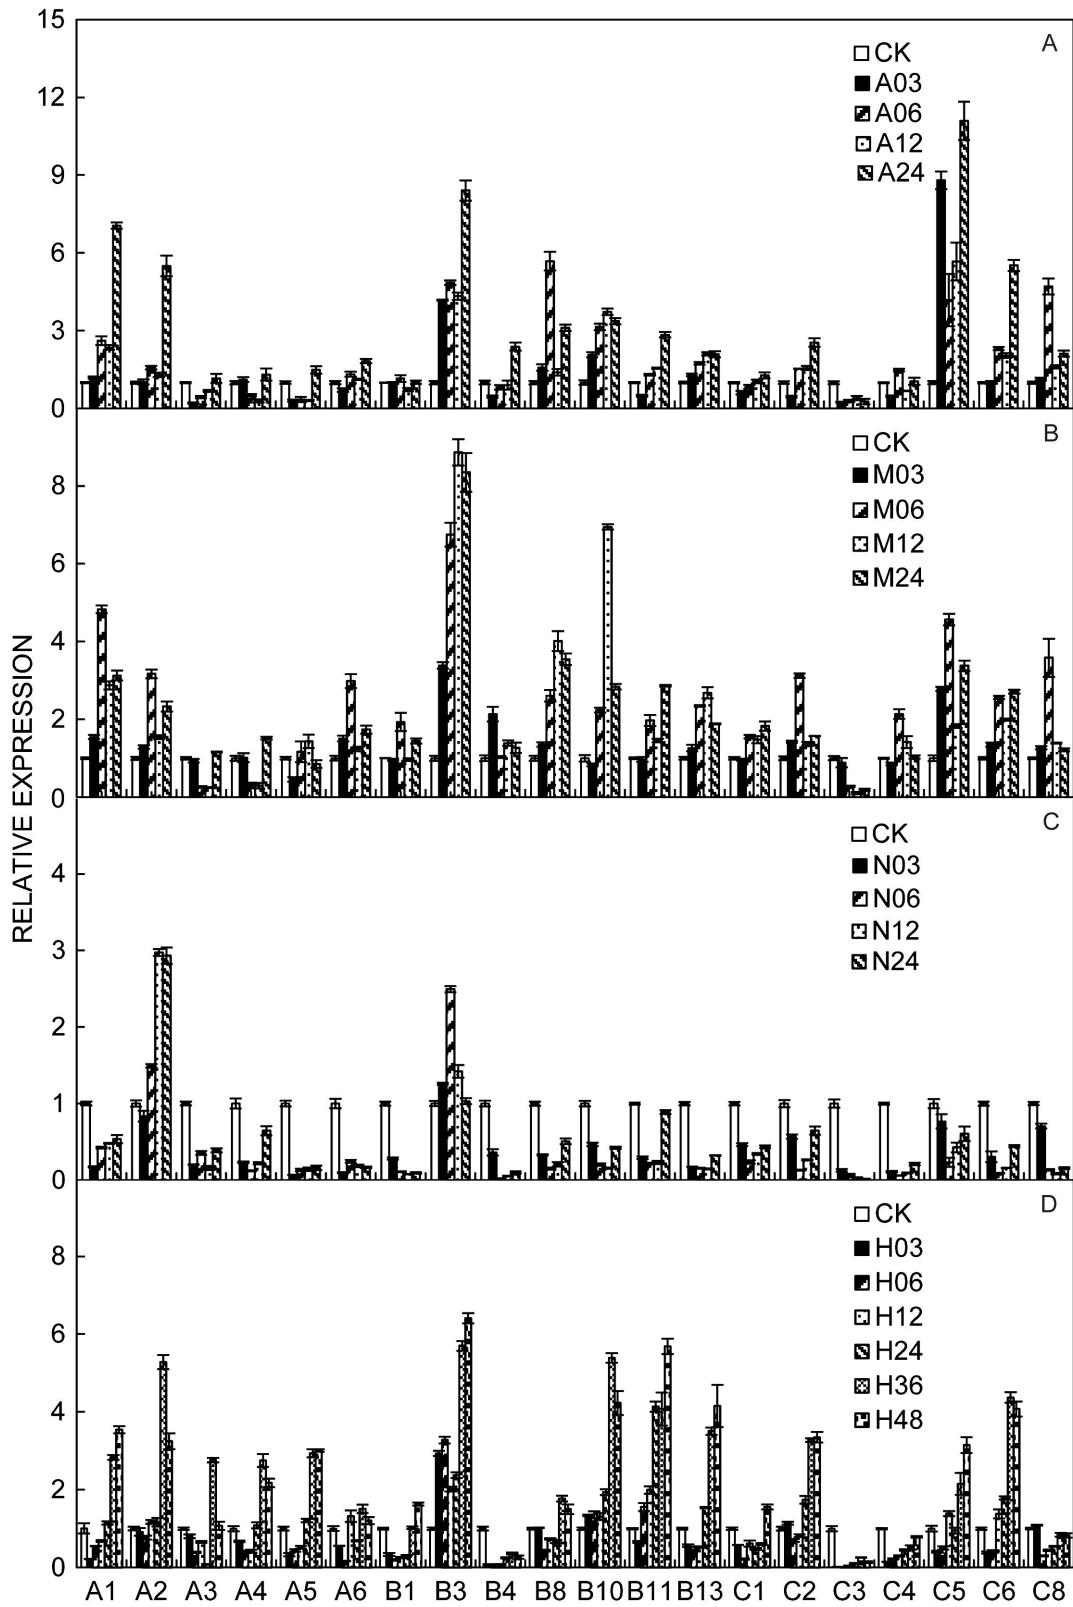 RELATIVE EXPRESSION
15
12
9
6
3
0
A
CK
A03
A06
A12
A24
8
6
4
2
0
B
CK
M03
M06
M12
M24
4
3
2
1
0
C
CK
N03
N06
N12
N24
8
6
4
2
0
D
CK
H03
H06
H12
H24
H36
H48
A1 A2 A3 A4 A5 A6 B1 B3 B4 B8 B10 B11 B13 C1 C2 C3 C4 C5 C6 C8